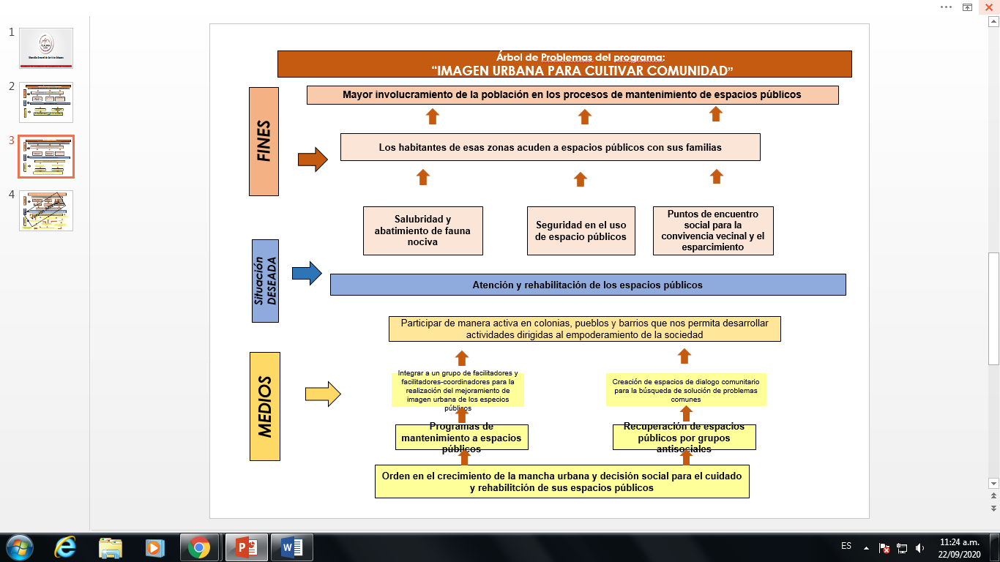 Árbol de Problemas del programa:
“IMAGEN URBANA PARA CULTIVAR COMUNIDAD”
FINES
Mayor involucramiento de la población en los procesos de mantenimiento de espacios públicos
Los habitantes de esas zonas acuden a espacios públicos con sus familias
Salubridad y
abatimiento de fauna
nociva
Seguridad en el uso
de espacio públicos
Puntos de encuentro
social para la
convivencia vecinal y el
esparcimiento
Situación
DESEADA
Atención y rehabilitación de los espacios públicos
Participar de manera activa en colonias, pueblos y barrios que nos permita desarrollar
actividades dirigidas al empoderamiento de la sociedad
MEDIOS
Integrar a un grupo de facilitadores y
facilitadores-coordinadores para la
realización del mejoramiento de
imagen urbana de los especios
públicos
Creación de espacios de dialogo comunitario
para la búsqueda de solución de problemas
comunes
Programas de
mantenimiento a espacios
públicos
Recuperación de espacios
públicos por grupos
antisociales
Orden en el crecimiento de la mancha urbana y decisión social para el cuidado
y rehabilitción de sus espacios públicos
1
2
3
4
ES
11:24 a.m.
22/09/2020